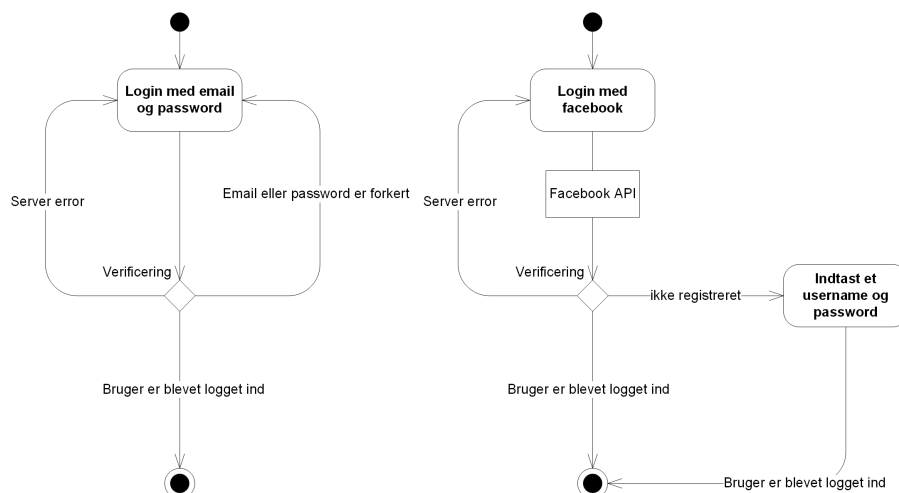 Login med email
og password
Server error
Email eller password er forkert
Verificering
Bruger er blevet logget ind
Login med
facebook
Facebook API
Server error
Verificering
ikke registreret
Indtast et
username og
password
Bruger er blevet logget ind
Bruger er blevet logget ind